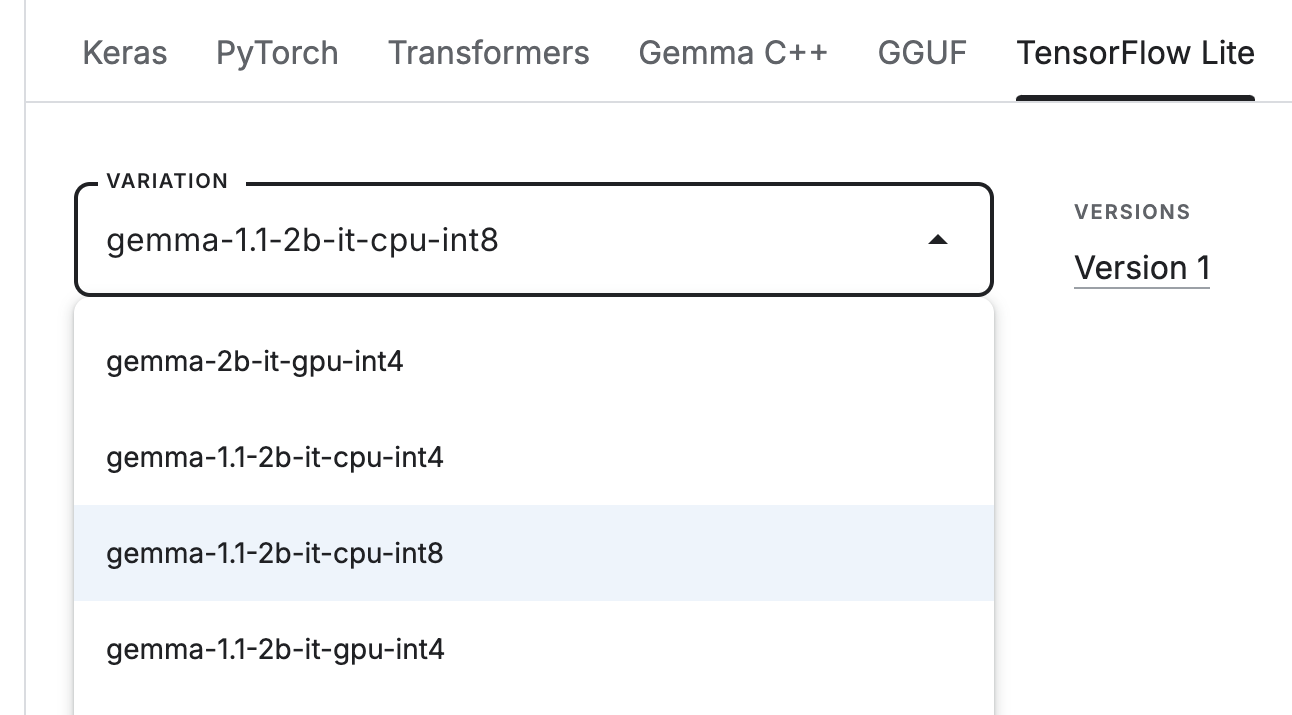 Keras PyTorch Transformers Gemma C++ GGUF TensorFlow Lite
VARIATION
gemma-1.1-2b-it-cpu-int8
VERSIONS
Version 1
gemma-2b-it-gpu-int4
gemma-1.1-2b-it-cpu-int4
gemma-1.1-2b-it-cpu-int8
gemma-1.1-2b-it-gpu-int4